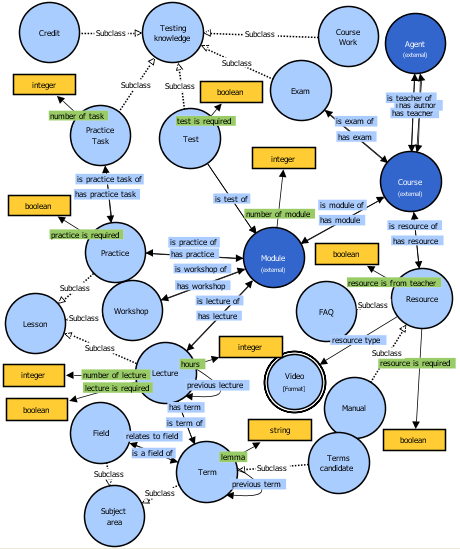 Credit
Subclass
Testing
knowledge
Subclass
Course
Work
Agent
(external)
Subclass
integer
Subclass
Subclass
boolean
Exam
is teacher of
has author
has teacher
number of task
Practice
Task
test is required
Test
is exam of
has exam
integer
is practice task of
has practice task
Course
(external)
is test of
boolean
number of module
is module of
has module
practice is required
is resource of
has resource
Practice
is practice of
has practice
Module
(external)
boolean
is workshop of
has workshop
resource is from teacher
Subclass
Lesson
Subclass
Workshop
is lecture of
has lecture
FAQ
Subclass
Resource
Subclass
integer
resource type
Subclass
resource is required
hours
integer
number of lecture
Lecture
previous lecture
Video
[Format]
lecture is required
boolean
has term
is term of
Manual
Field
relates to field
is a field of
string
boolean
lemma
Term
Subclass
Terms
candidate
Subclass
previous term
Subclass
Subject
area